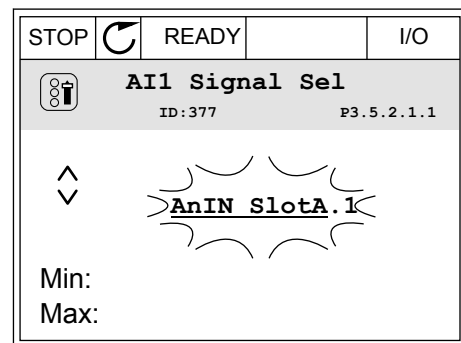 STOP READY I/O
AI1 Signal Sel
ID:377 P3.5.2.1.1
AnIN SlotA.1
Min:
Max: